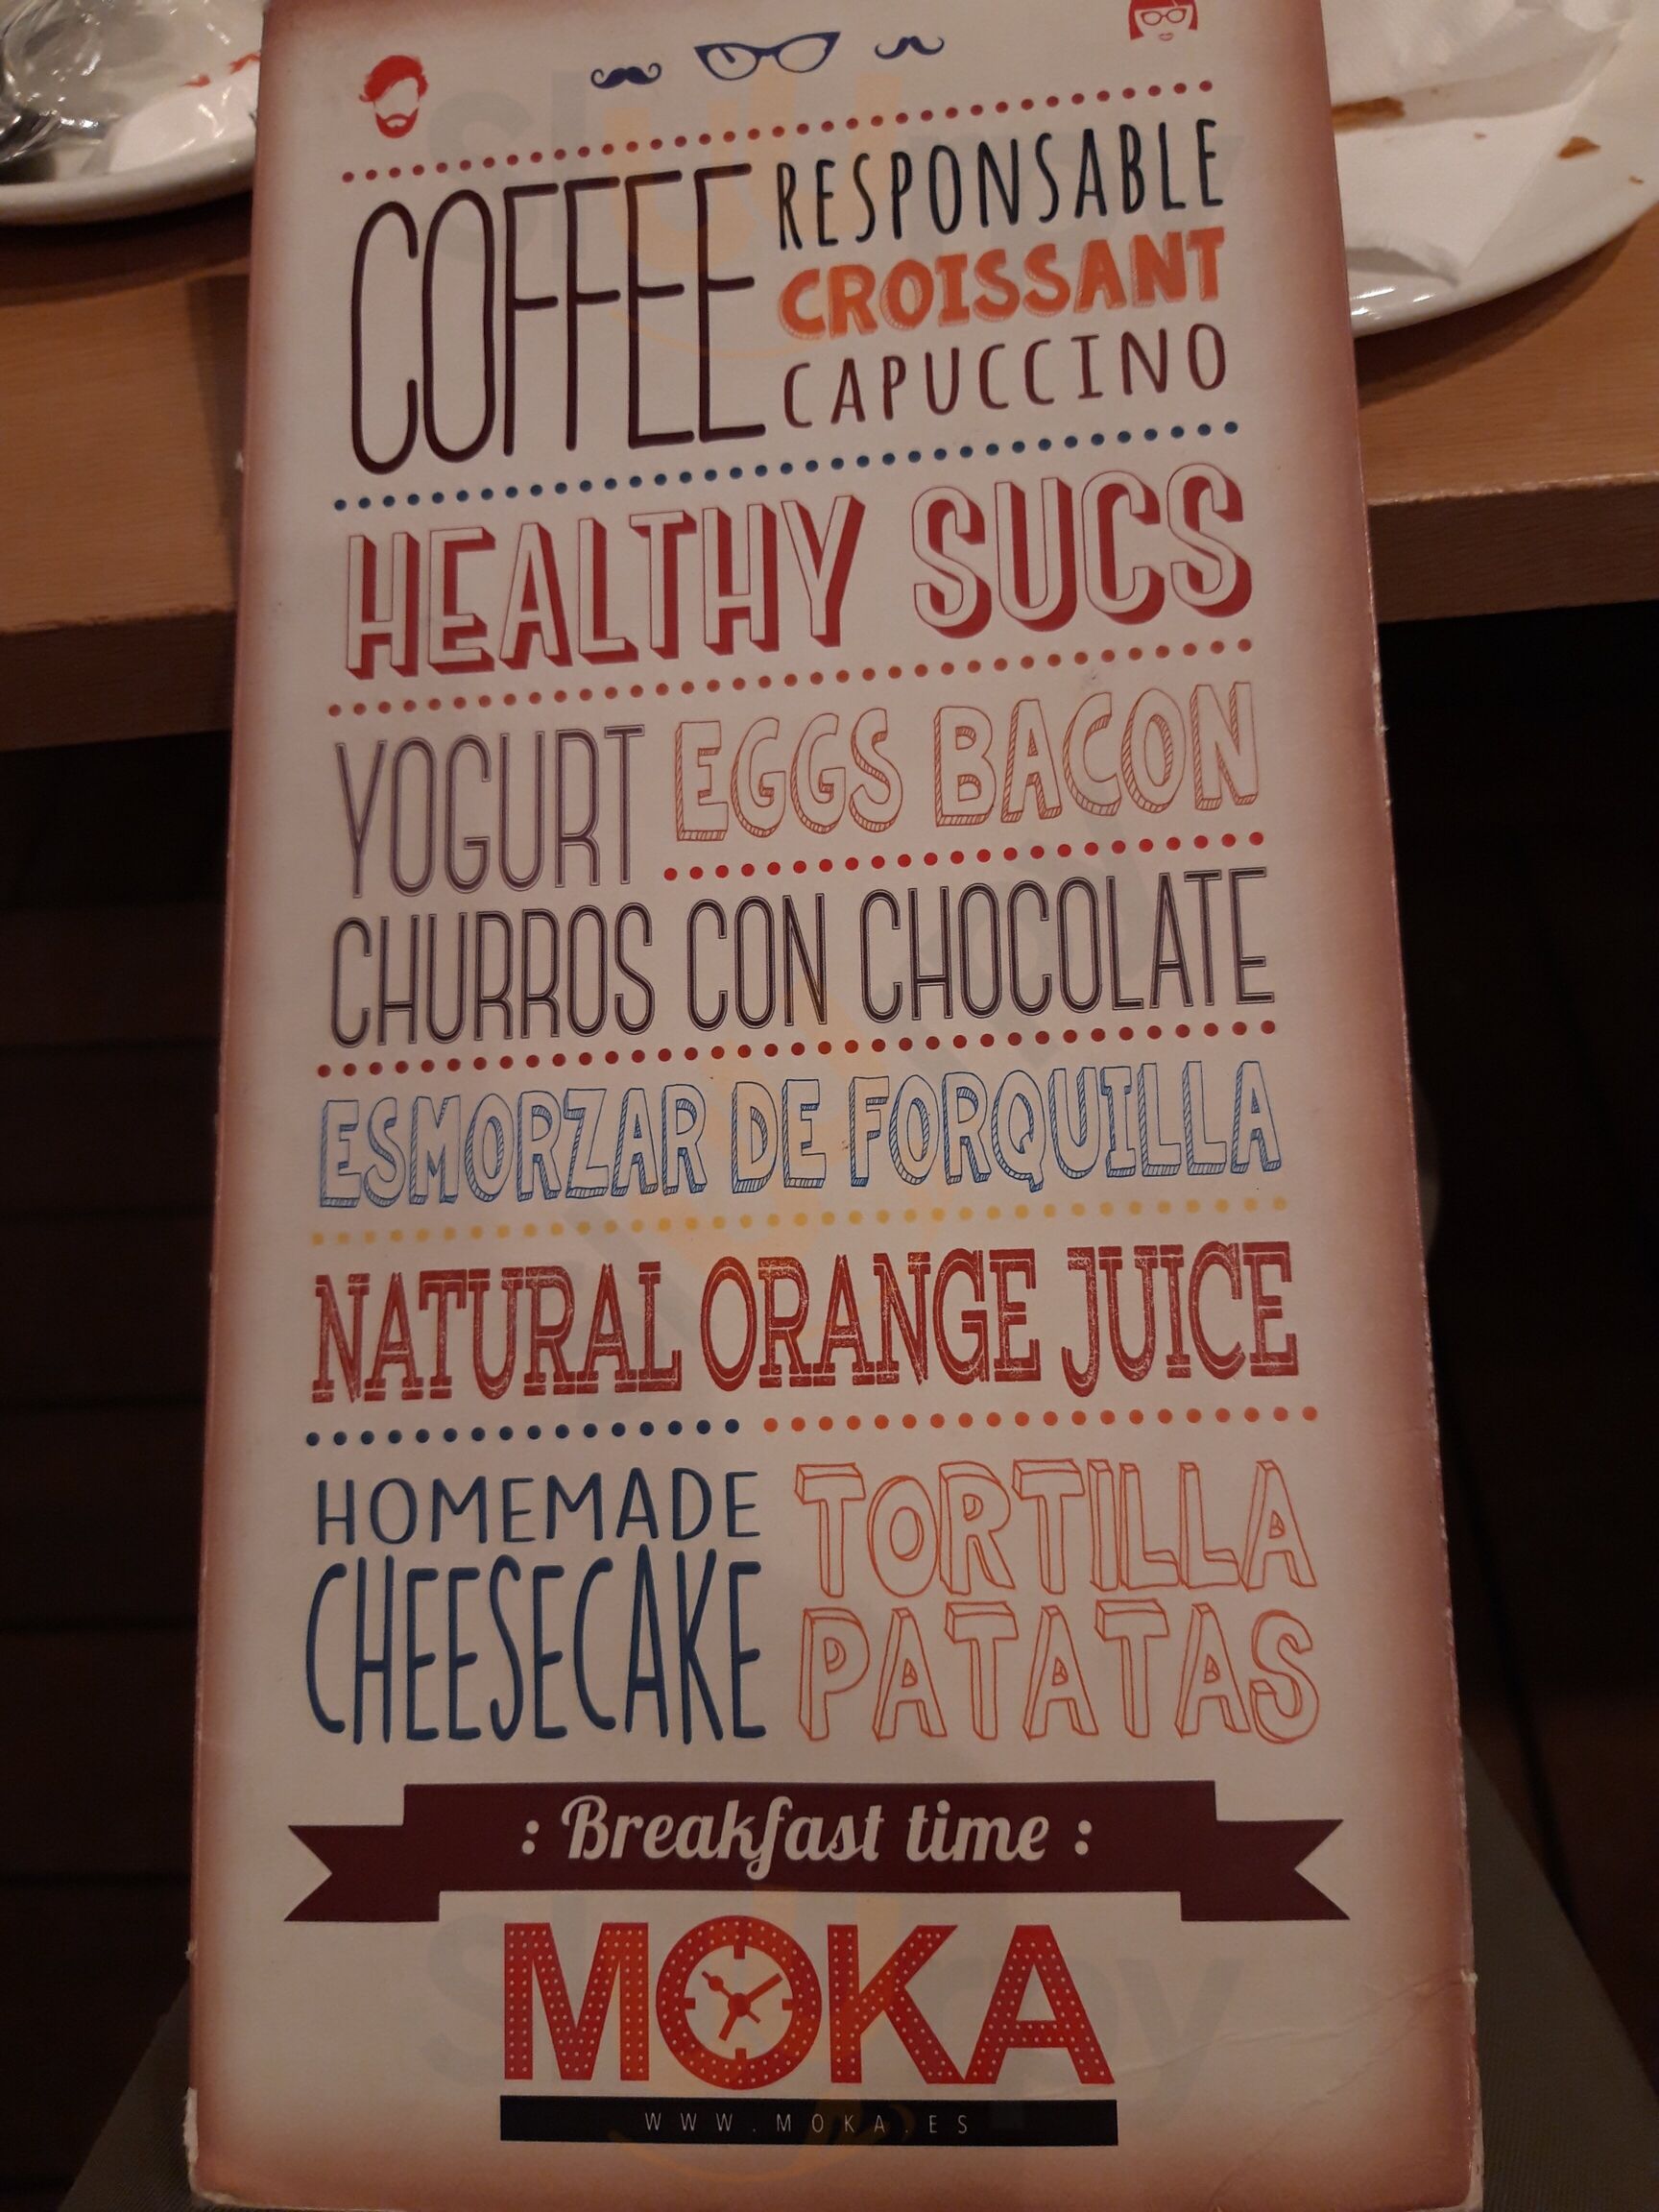 COFFEE
RESPONSABLE
CROISSANT
CAPUCCINO
HEALTHY SUCS
YOGURT EGGS BACON
CHURROS CON CHOCOLATE
ESMORZAR DE FORQUILLA
NATURAL ORANGE JUICE
HOMEMADE
CHEESECAKE
TORTILLA
PATATAS
: Breakfast time :
MOKA
WWW.MOKA.ES